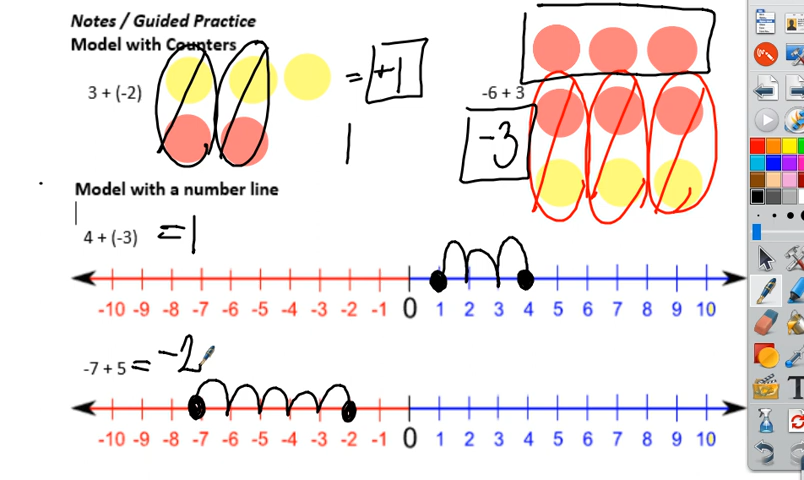 Notes / Guided Practice
Model with Counters
3 + (-2) = +1
-6 + 3 -3
Model with a number line
4 + (-3) = 1
-10 -9 -8 -7 -6 -5 -4 -3 -2 -1 0 1 2 3 4 5 6 7 8 9 10
-7 + 5 = -2
-10 -9 -8 -7 -6 -5 -4 -3 -2 -1 0 1 2 3 4 5 6 7 8 9 10
T